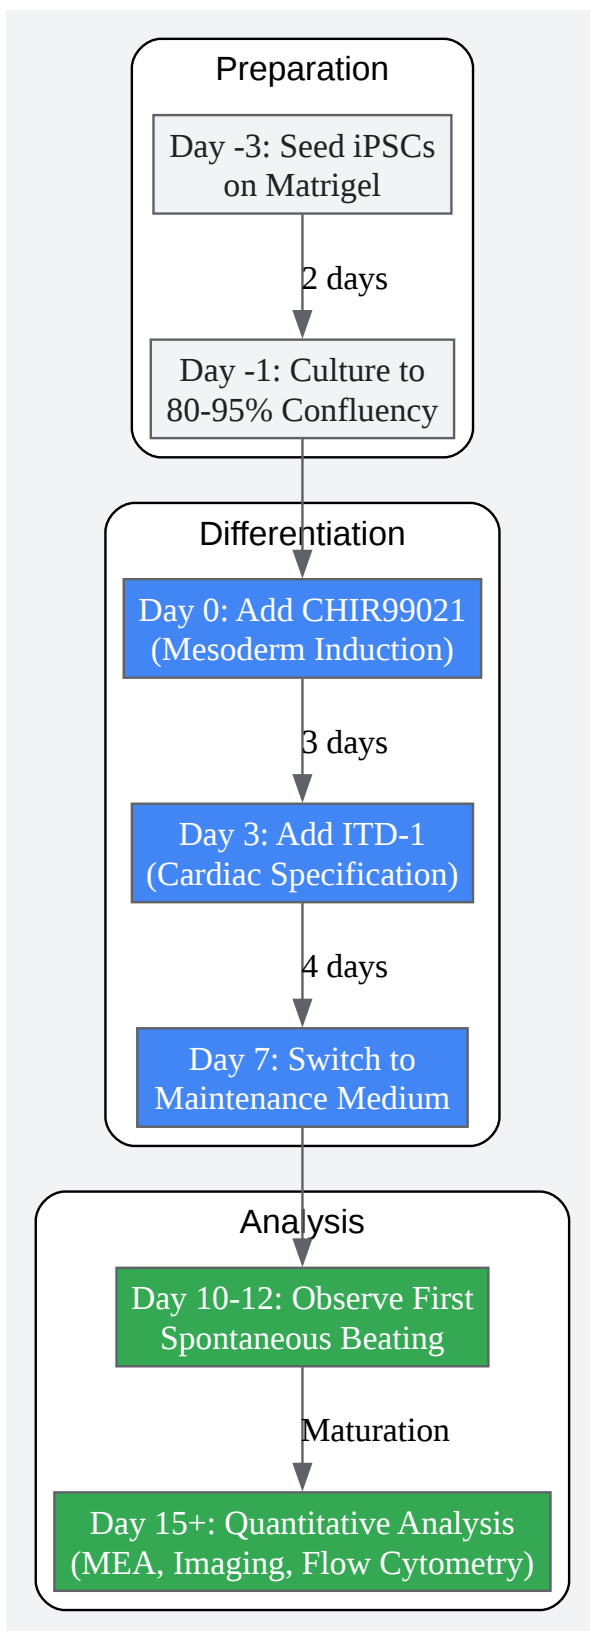 Preparation
Day -3: Seed iPSCs
on Matrigel
2 days
Day -1: Culture to
80-95% Confluency
Differentiation
Day 0: Add CHIR99021
(Mesoderm Induction)
3 days
Day 3: Add ITD-1
(Cardiac Specification)
4 days
Day 7: Switch to
Maintenance Medium
Analysis
Day 10-12: Observe First
Spontaneous Beating
Maturation
Day 15+: Quantitative Analysis
(MEA, Imaging, Flow Cytometry)